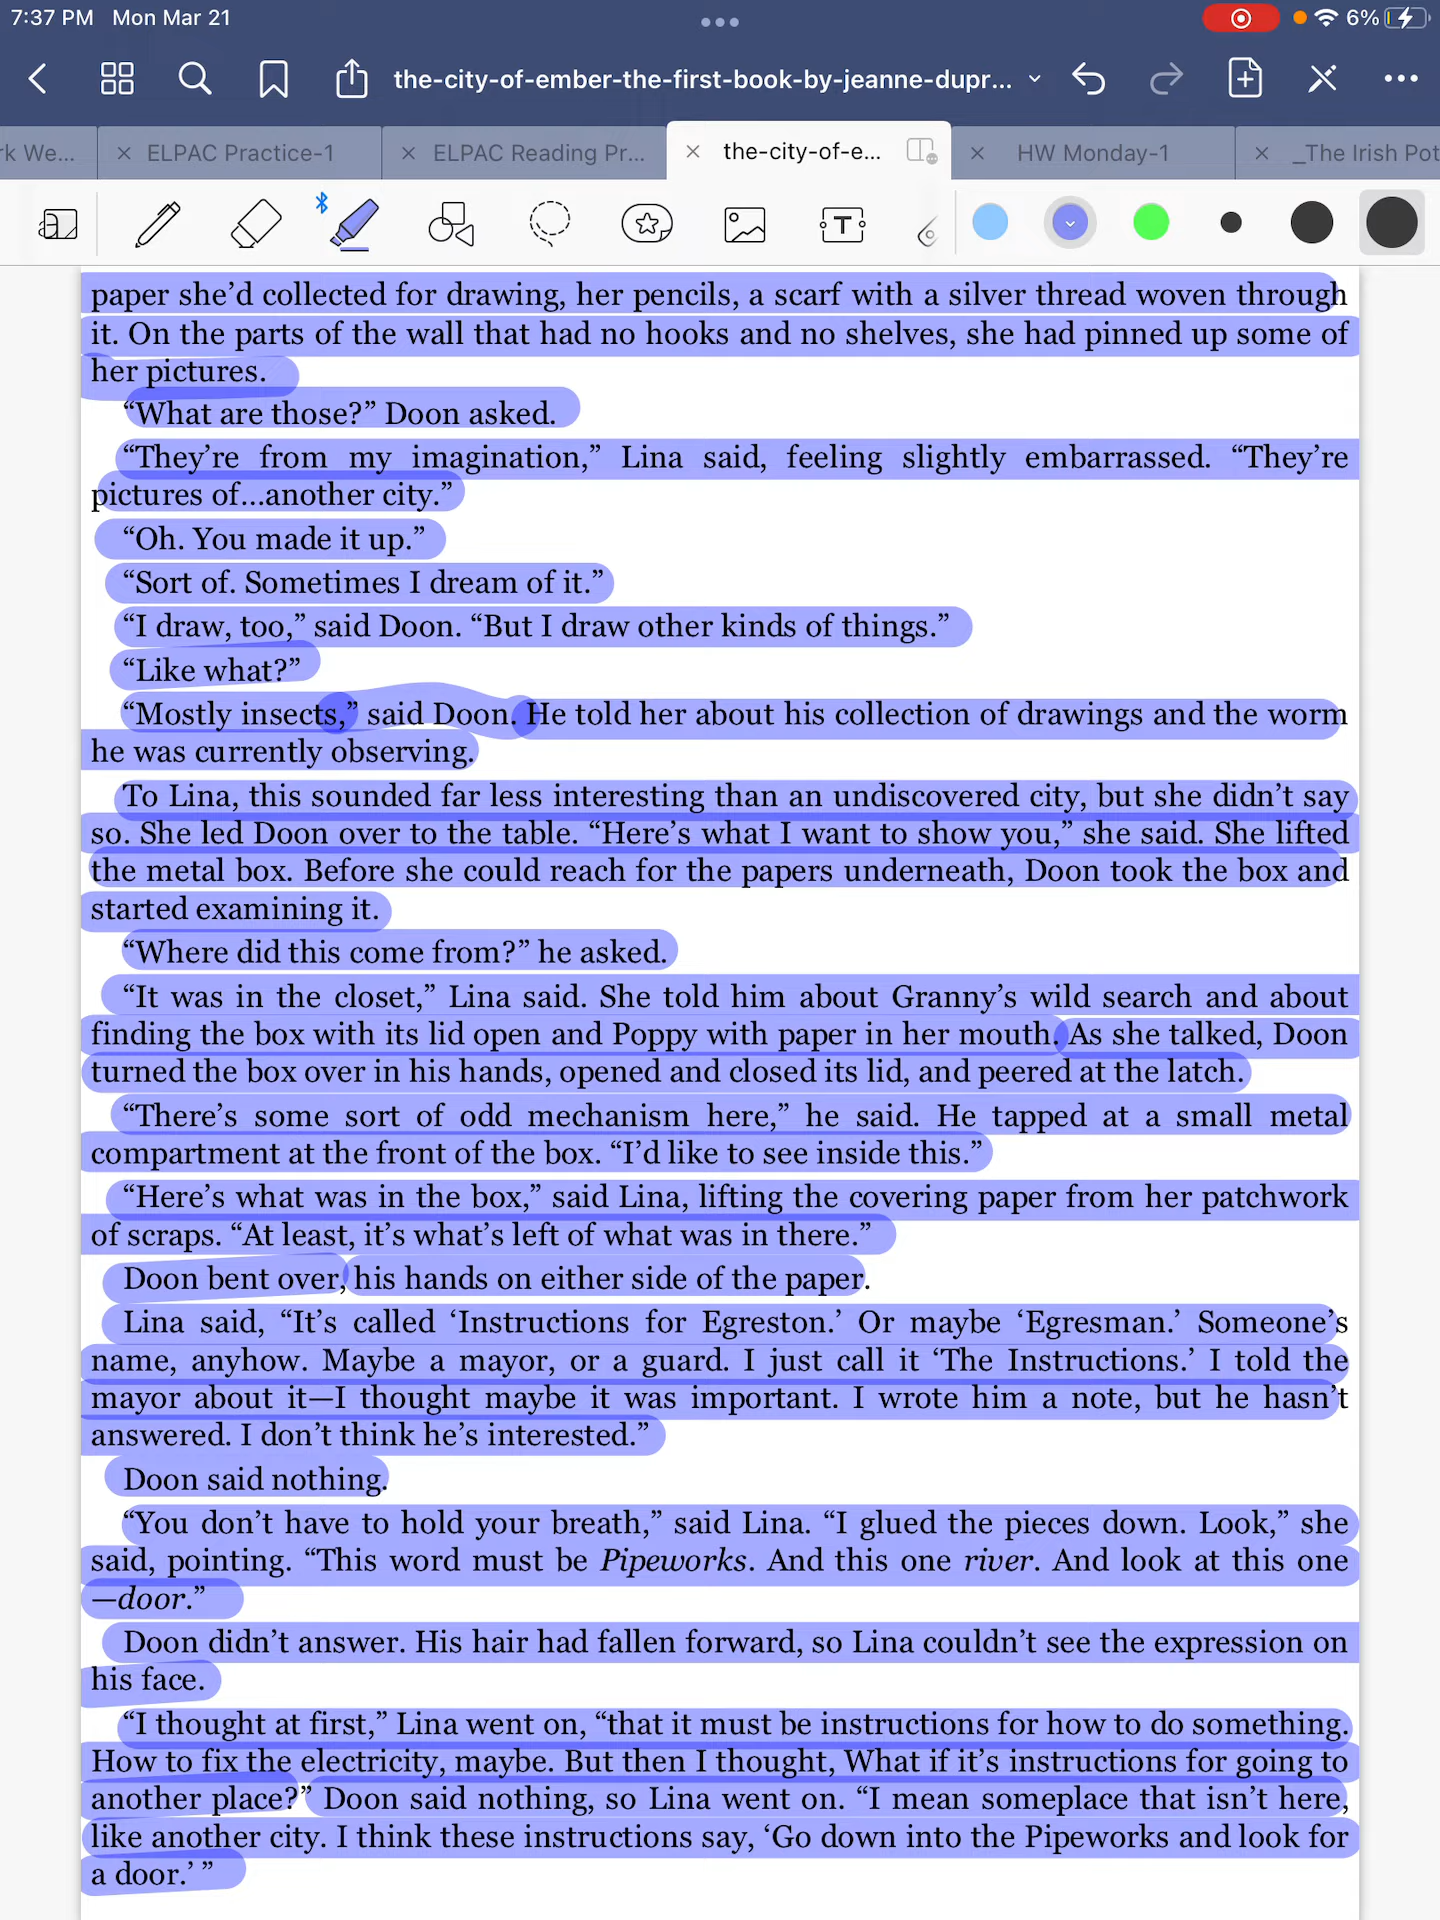 7:37 PM Mon Mar 21
6%
the-city-of-ember-the-first-book-by-jeanne-dupr...
rk We...
ELPAC Practice-1
ELPAC Reading Pr...
the-city-of-e...
HW Monday-1
_The Irish Pot
paper she’d collected for drawing, her pencils, a scarf with a silver thread woven through
it. On the parts of the wall that had no hooks and no shelves, she had pinned up some of
her pictures.
“What are those?” Doon asked.
“They’re from my imagination,” Lina said, feeling slightly embarrassed. “They’re
pictures of...another city.”
“Oh. You made it up.”
“Sort of. Sometimes I dream of it.”
“I draw, too,” said Doon. “But I draw other kinds of things.”
“Like what?”
“Mostly insects,” said Doon. He told her about his collection of drawings and the worm
he was currently observing.
To Lina, this sounded far less interesting than an undiscovered city, but she didn’t say
so. She led Doon over to the table. “Here’s what I want to show you,” she said. She lifted
the metal box. Before she could reach for the papers underneath, Doon took the box and
started examining it.
“Where did this come from?” he asked.
“It was in the closet,” Lina said. She told him about Granny’s wild search and about
finding the box with its lid open and Poppy with paper in her mouth. As she talked, Doon
turned the box over in his hands, opened and closed its lid, and peered at the latch.
“There’s some sort of odd mechanism here,” he said. He tapped at a small metal
compartment at the front of the box. “I’d like to see inside this.”
“Here’s what was in the box,” said Lina, lifting the covering paper from her patchwork
of scraps. “At least, it’s what’s left of what was in there.”
Doon bent over, his hands on either side of the paper.
Lina said, “It’s called ‘Instructions for Egreston.’ Or maybe ‘Egresman.’ Someone’s
name, anyhow. Maybe a mayor, or a guard. I just call it ‘The Instructions.’ I told the
mayor about it—I thought maybe it was important. I wrote him a note, but he hasn’t
answered. I don’t think he’s interested.”
Doon said nothing.
“You don’t have to hold your breath,” said Lina. “I glued the pieces down. Look,” she
said, pointing. “This word must be Pipeworks. And this one river. And look at this one
—door.”
Doon didn’t answer. His hair had fallen forward, so Lina couldn’t see the expression on
his face.
“I thought at first,” Lina went on, “that it must be instructions for how to do something.
How to fix the electricity, maybe. But then I thought, What if it’s instructions for going to
another place?” Doon said nothing, so Lina went on. “I mean someplace that isn’t here,
like another city. I think these instructions say, ‘Go down into the Pipeworks and look for
a door.’ ”